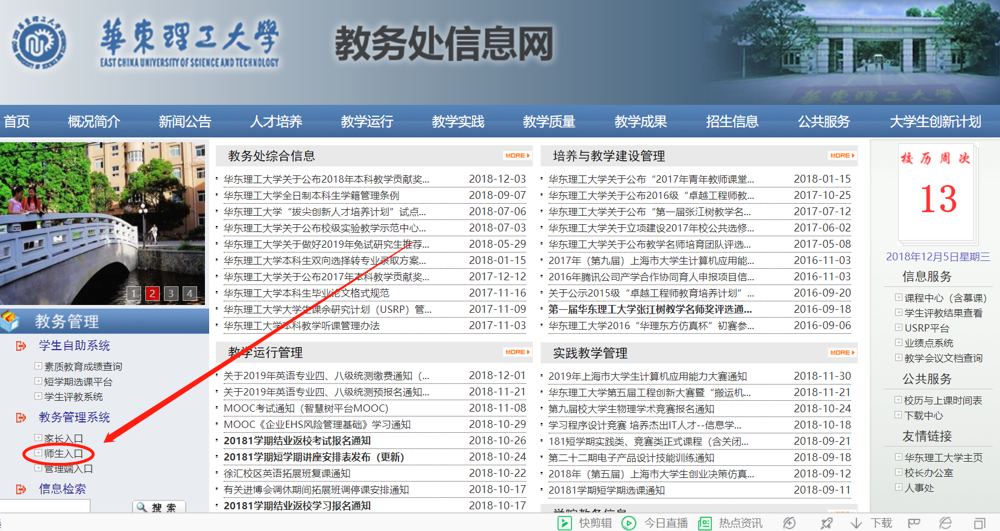 華東理工大學
EAST CHINA UNIVERSITY OF SCIENCE AND TECHNOLOGY
教务处信息网
華東理工大學
首页 概况简介 新闻公告 人才培养 教学运行 教学实践 教学质量 教学成果 招生信息 公共服务 大学生创新计划
1 2 3 4
教务管理
学生自助系统
素质教育成绩查询
短学期选课平台
学生评教系统
教务管理系统
家长入口
师生入口
管理端入口
信息检索
搜 索
教务处综合信息 MORE
华东理工大学关于公布2018年本科教学贡献奖... 2018-12-03
华东理工大学全日制本科生学籍管理条例 2018-09-07
华东理工大学“拔尖创新人才培养计划”试点... 2018-07-06
华东理工大学关于公布校级实验教学示范中心... 2018-07-03
华东理工大学关于做好2019年免试研究生推荐... 2018-05-29
华东理工大学本科生双向选择转专业录取方案... 2018-01-15
华东理工大学关于公布2017年本科教学贡献奖... 2017-12-12
华东理工大学本科生毕业论文格式规范 2017-11-16
华东理工大学大学生课余研究计划（USRP）管... 2017-11-09
华东理工大学本科教学听课管理办法 2017-11-03
教学运行管理 MORE
关于2019年英语专业四、八级统测缴费通知（... 2018-12-01
关于2019年英语专业四、八级统测预报名通知... 2018-11-21
MOOC考试通知（智慧树平台MOOC） 2018-11-08
MOOC《企业EHS风险管理基础》学习通知 2018-10-29
20181学期结业返校考试报名通知 2018-10-26
20181学期短学期讲座安排表发布（更新） 2018-10-24
徐汇校区英语拓展班复课通知 2018-10-22
有关进博会调休期间拓展班调停课安排通知 2018-10-17
20181学期结业返校学习报名通知 2018-10-17
培养与教学建设管理 MORE
华东理工大学关于公布“2017年青年教师课堂... 2018-01-15
华东理工大学关于公布2016级“卓越工程师教... 2017-10-25
华东理工大学关于公布“第一届张江树教学名... 2017-07-12
华东理工大学关于立项建设2017年校公共选修... 2017-06-02
华东理工大学关于公布教学名师培育团队评选... 2017-05-08
2017年（第九届）上海市大学生计算机应用能... 2016-11-03
2016年腾讯公司产学合作协同育人申报项目信... 2016-11-03
关于公示2015级“卓越工程师教育培养计划”... 2016-09-20
第一届华东理工大学张江树教学名师奖评选通... 2016-09-18
华东理工大学2016“华理东方仿真杯”初赛参... 2016-09-06
实践教学管理 MORE
2019年上海市大学生计算机应用能力大赛通知 2018-11-30
华东理工大学第五届工程创新大赛暨“搬运机... 2018-11-21
第九届校大学生物理学术竞赛报名通知 2018-10-24
学习程序设计竞赛 培养杰出IT人才--信息学... 2018-10-18
181短学期实践类、竞赛类正式课程（含关闭... 2018-09-21
第二十二期电子产品设计技能训练通知 2018-09-18
2018年（第五届）上海市大学生创业决策仿真... 2018-09-12
20181学期短学期选课通知 2018-09-11
校 历 周 次
13
2018年12月5日星期三
信息服务
课程中心（含慕课）
学生评教结果查看
USRP平台
业绩点系统
教学会议文档查询
公共服务
校历与上课时间表
下载中心
友情链接
华东理工大学主页
校长办公室
人事处
快剪辑 今日直播 热点资讯 下载